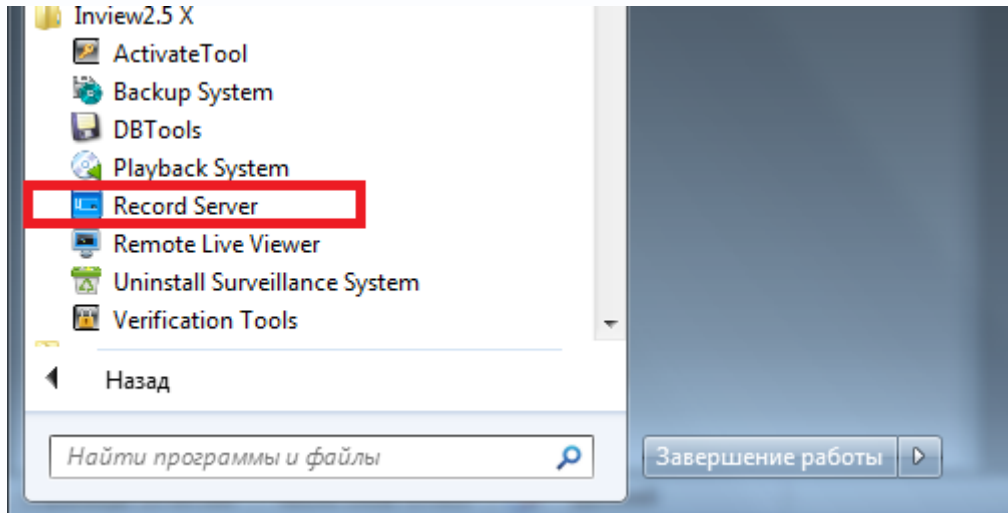 Inview2.5 X
ActivateTool
Backup System
DBTools
Playback System
Record Server
Remote Live Viewer
Uninstall Surveillance System
Verification Tools
Назад
Найти программы и файлы
Завершение работы